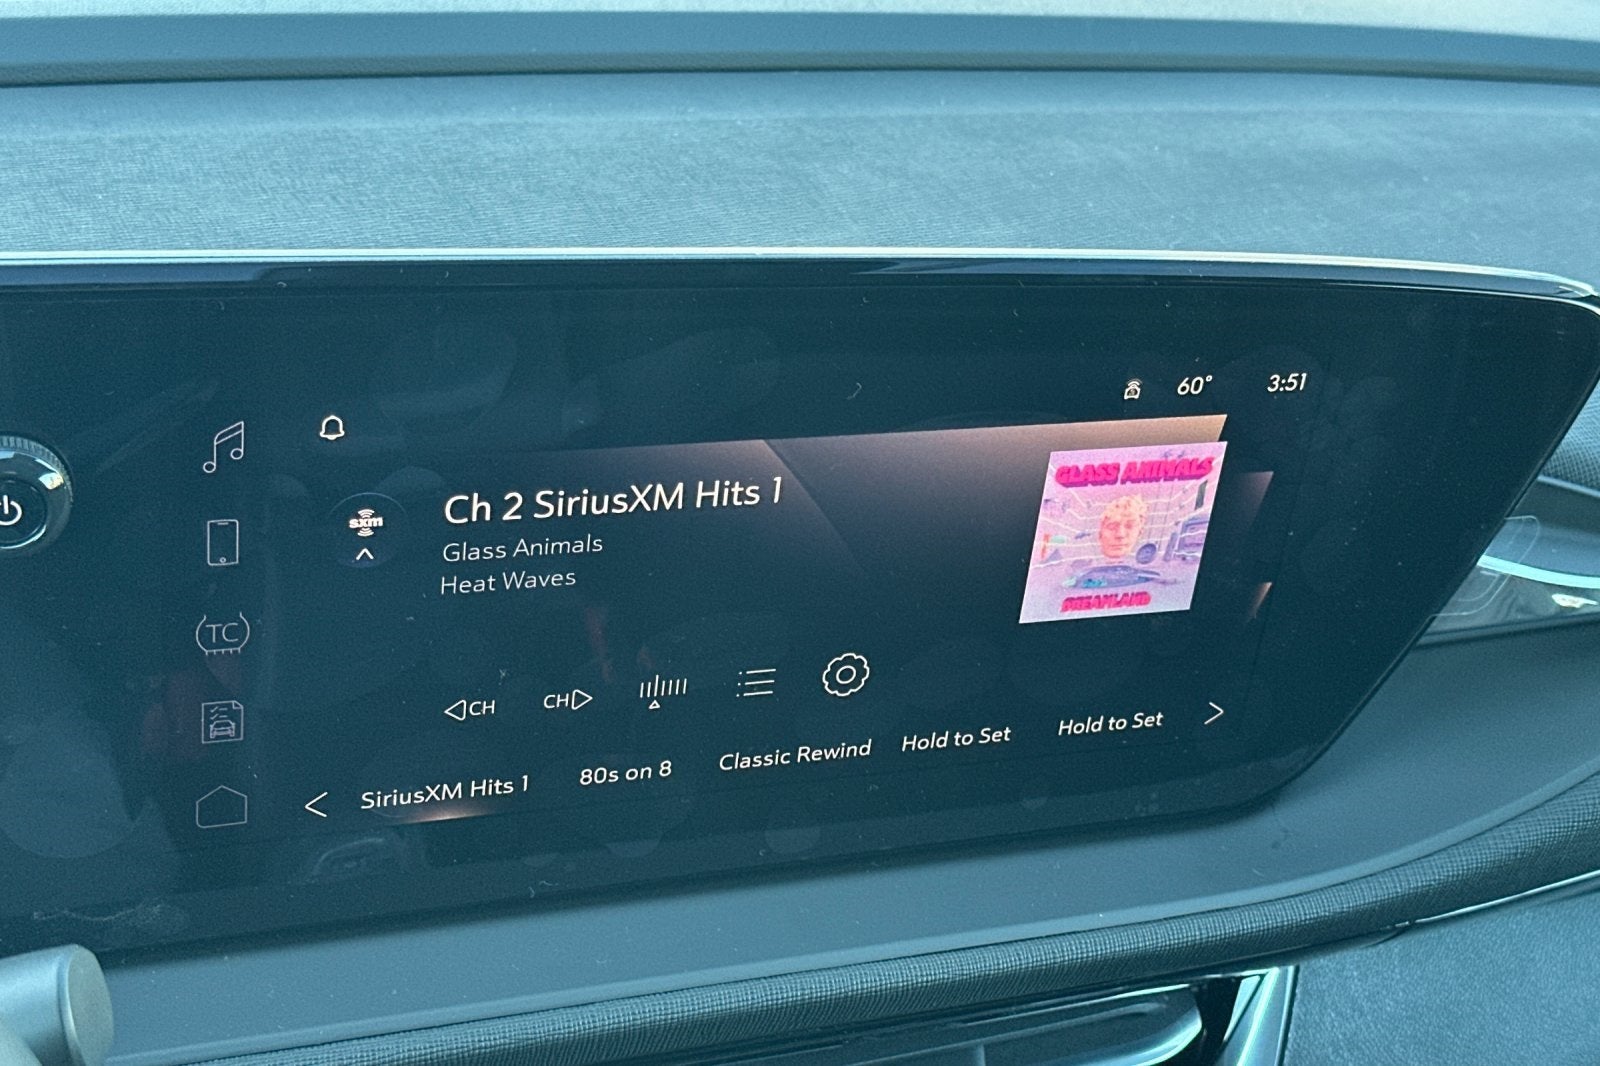 60° 3:51
sxm
Ch 2 SiriusXM Hits 1
Glass Animals
Heat Waves
GLASS ANIMALS
DREAMLAND
TC
CH CH
SiriusXM Hits 1 80s on 8 Classic Rewind Hold to Set Hold to Set